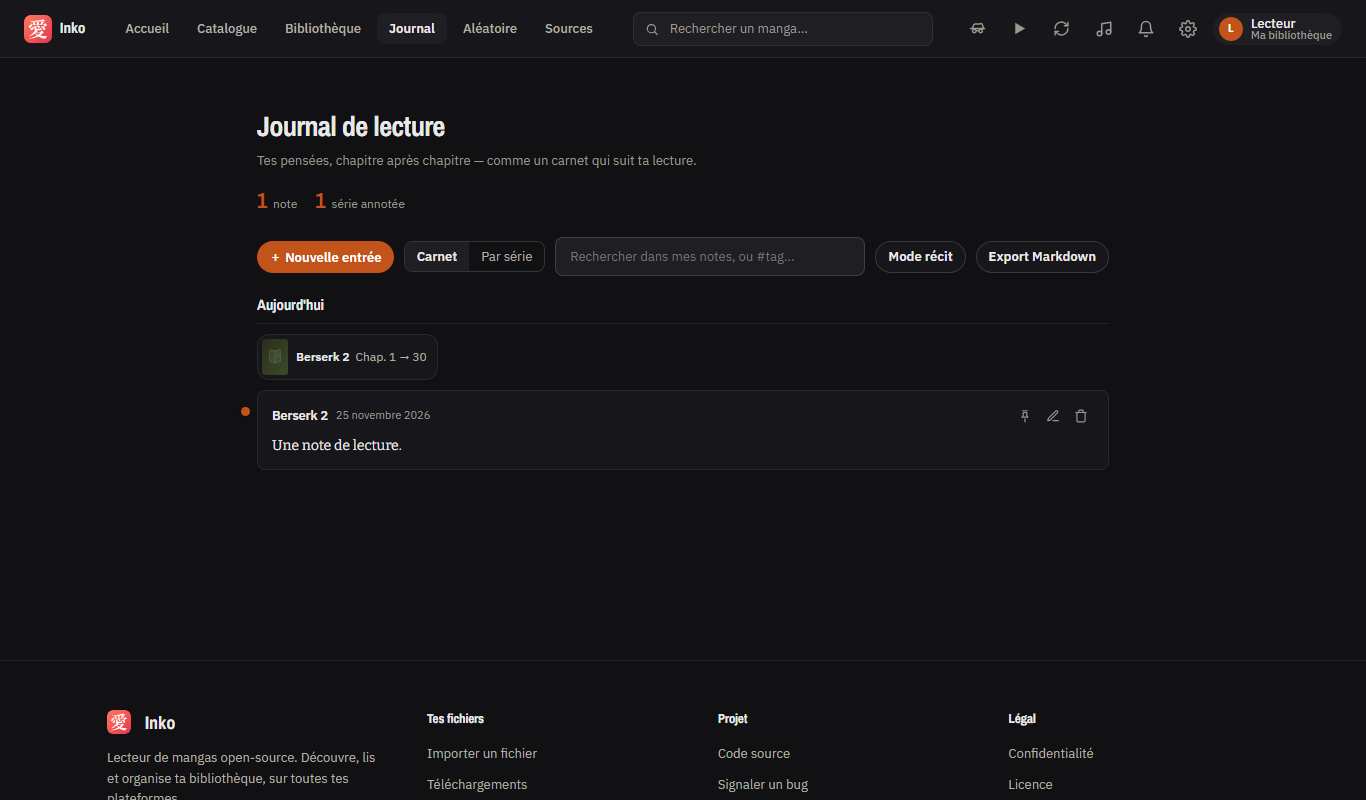 愛 Inko Accueil Catalogue Bibliothèque Journal Aléatoire Sources Rechercher un manga... L Lecteur
Ma bibliothèque
Journal de lecture
Tes pensées, chapitre après chapitre — comme un carnet qui suit ta lecture.
1 note 1 série annotée
+ Nouvelle entrée Carnet Par série Rechercher dans mes notes, ou #tag... Mode récit Export Markdown
Aujourd'hui
Berserk 2 Chap. 1 → 30
Berserk 2 25 novembre 2026
Une note de lecture.
愛 Inko
Lecteur de mangas open-source. Découvre, lis
et organise ta bibliothèque, sur toutes tes
plateformes.
Tes fichiers
Importer un fichier
Téléchargements
Projet
Code source
Signaler un bug
Légal
Confidentialité
Licence